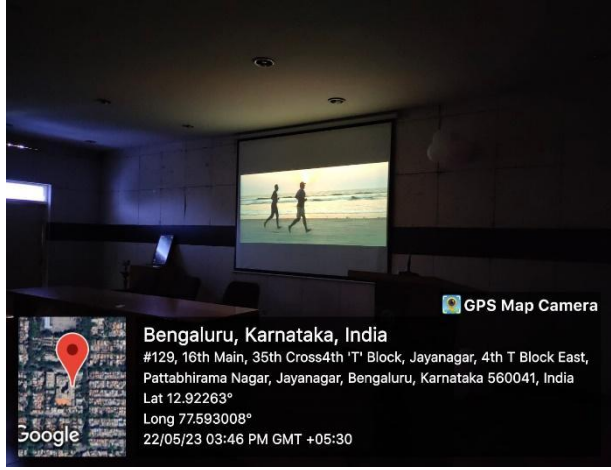 GPS Map Camera
Bengaluru, Karnataka, India
#129, 16th Main, 35th Cross4th 'T' Block, Jayanagar, 4th T Block East,
Pattabhirama Nagar, Jayanagar, Bengaluru, Karnataka 560041, India
Lat 12.92263°
Long 77.593008°
22/05/23 03:46 PM GMT +05:30
Google